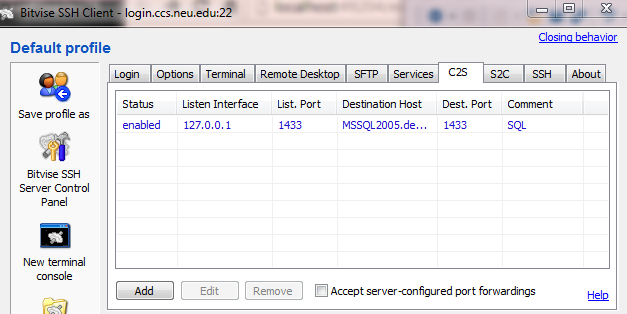 Bitvise SSH Client - login.ccs.neu.edu:22
Default profile
Closing behavior
Login Options Terminal Remote Desktop SFTP Services C2S S2C SSH About
Status Listen Interface List. Port Destination Host Dest. Port Comment
enabled 127.0.0.1 1433 MSSQL2005.de... 1433 SQL
Save profile as
Bitvise SSH
Server Control
Panel
New terminal
console
Add Edit Remove Accept server-configured port forwardings
Help